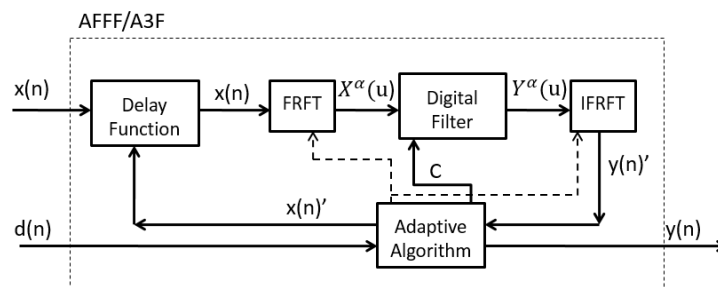 AFFF/A3F
x(n)
Delay
Function
x(n)
FRFT
X^α(u)
Digital
Filter
Y^α(u)
IFRFT
C
y(n)'
x(n)'
d(n)
Adaptive
Algorithm
y(n)